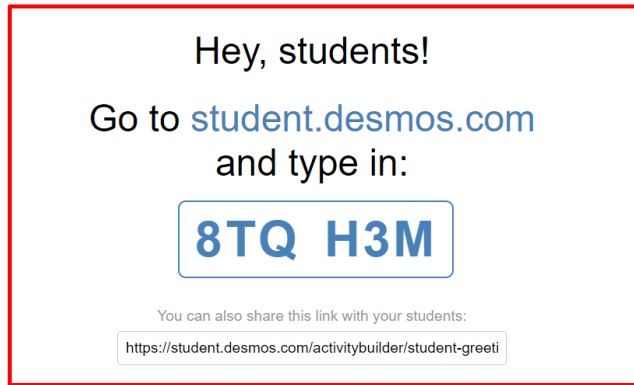 Hey, students!
Go to student.desmos.com
and type in:
8TQ H3M
You can also share this link with your students:
https://student.desmos.com/activitybuilder/student-greeti